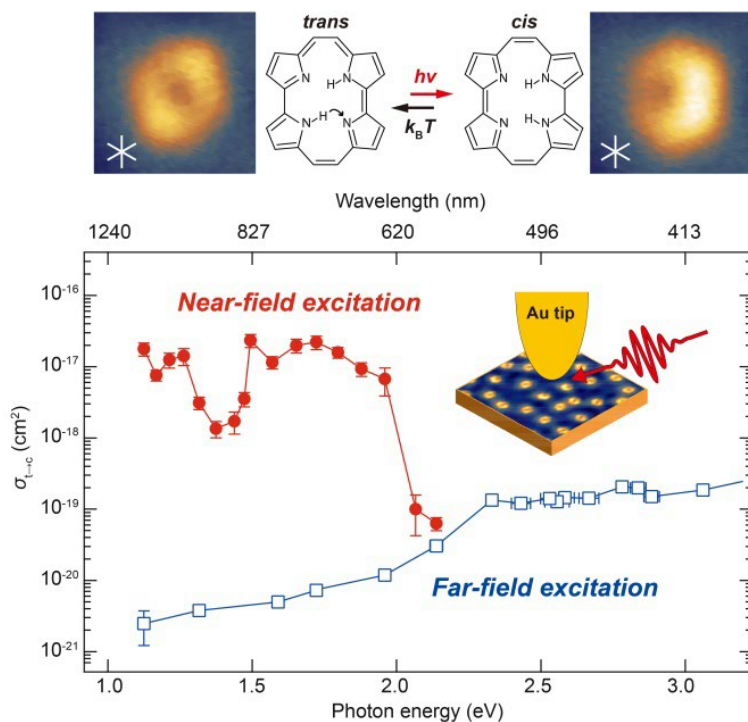 trans
cis
N
N
H
hν
N
N
H
H
N
N
k_BT
N
N
H
H
Wavelength (nm)
1240 827 620 496 413
Near-field excitation
Au tip
Far-field excitation
σ_t→c (cm²)
10⁻¹⁶
10⁻¹⁷
10⁻¹⁸
10⁻¹⁹
10⁻²⁰
10⁻²¹
1.0 1.5 2.0 2.5 3.0
Photon energy (eV)